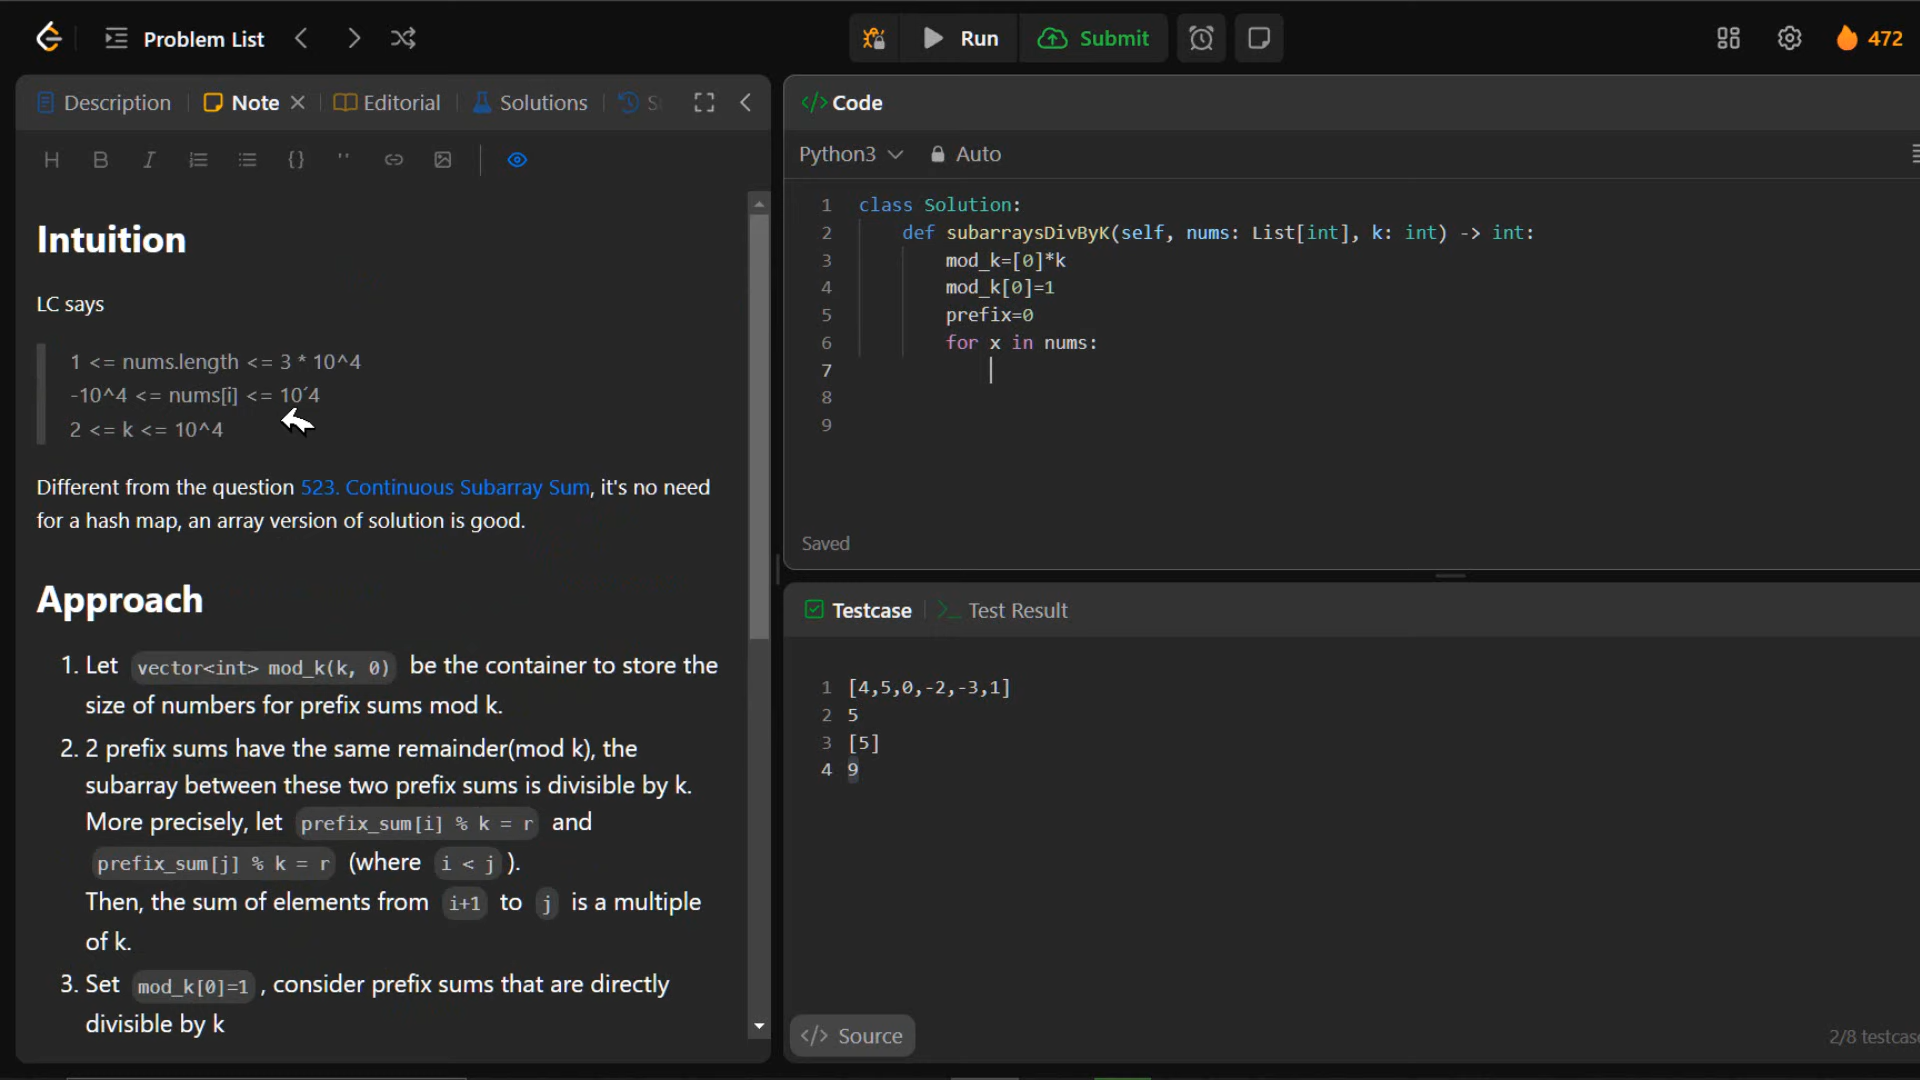 Problem List
Run
Submit
472
Description
Note
Editorial
Solutions
S
Code
H B I {} "
Python3
Auto
Intuition
LC says
1 <= nums.length <= 3 * 10^4
-10^4 <= nums[i] <= 10^4
2 <= k <= 10^4
Different from the question 523. Continuous Subarray Sum, it's no need
for a hash map, an array version of solution is good.
Approach
1. Let vector<int> mod_k(k, 0) be the container to store the
size of numbers for prefix sums mod k.
2. 2 prefix sums have the same remainder(mod k), the
subarray between these two prefix sums is divisible by k.
More precisely, let prefix_sum[i] % k = r and
prefix_sum[j] % k = r (where i < j ).
Then, the sum of elements from i+1 to j is a multiple
of k.
3. Set mod_k[0]=1 , consider prefix sums that are directly
divisible by k
1 class Solution:
2 def subarraysDivByK(self, nums: List[int], k: int) -> int:
3 mod_k=[0]*k
4 mod_k[0]=1
5 prefix=0
6 for x in nums:
7
8
9
Saved
Testcase
Test Result
1 [4,5,0,-2,-3,1]
2 5
3 [5]
4 9
</> Source
2/8 testcase